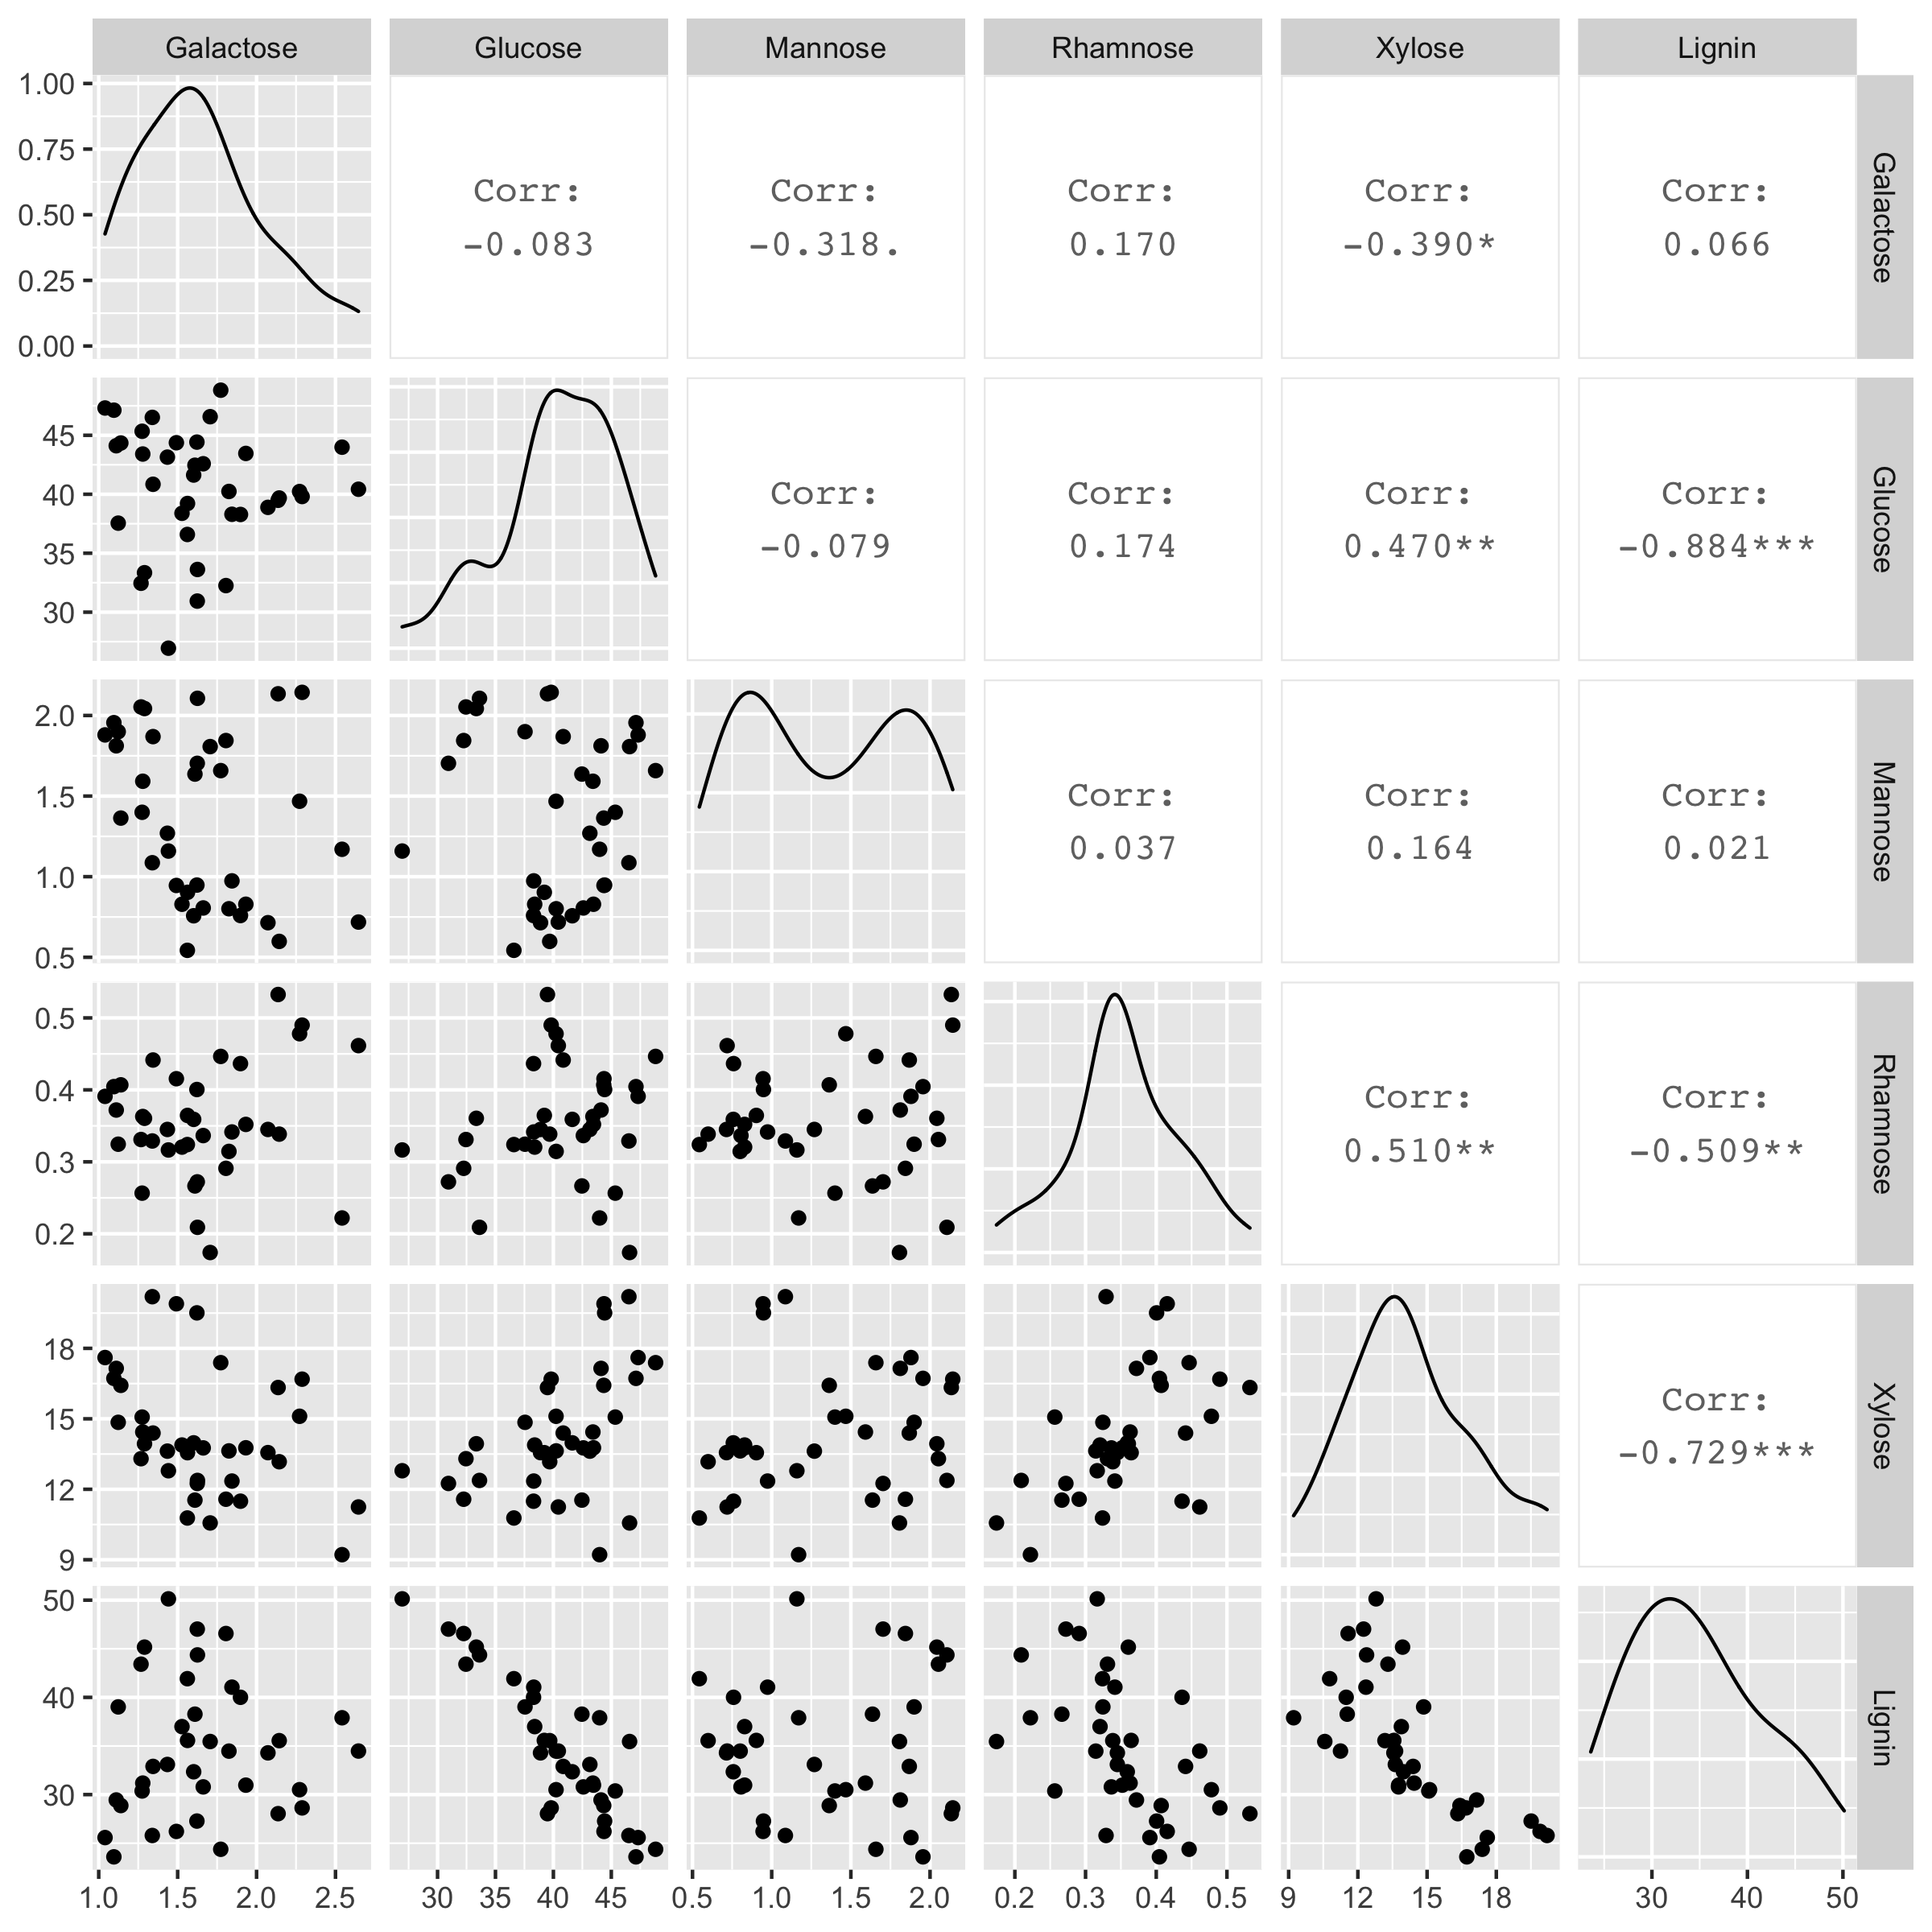 Galactose Glucose Mannose Rhamnose Xylose Lignin
1.00
0.75
0.50
0.25
0.00
Corr:
-0.083
Corr:
-0.318.
Corr:
0.170
Corr:
-0.390*
Corr:
0.066
Galactose
45
40
35
30
Corr:
-0.079
Corr:
0.174
Corr:
0.470**
Corr:
-0.884***
Glucose
2.0
1.5
1.0
0.5
Corr:
0.037
Corr:
0.164
Corr:
0.021
Mannose
0.5
0.4
0.3
0.2
Corr:
0.510**
Corr:
-0.509**
Rhamnose
18
15
12
9
Corr:
-0.729***
Xylose
50
40
30
Lignin
1.0 1.5 2.0 2.5 30 35 40 45 0.5 1.0 1.5 2.0 0.2 0.3 0.4 0.5 9 12 15 18 30 40 50